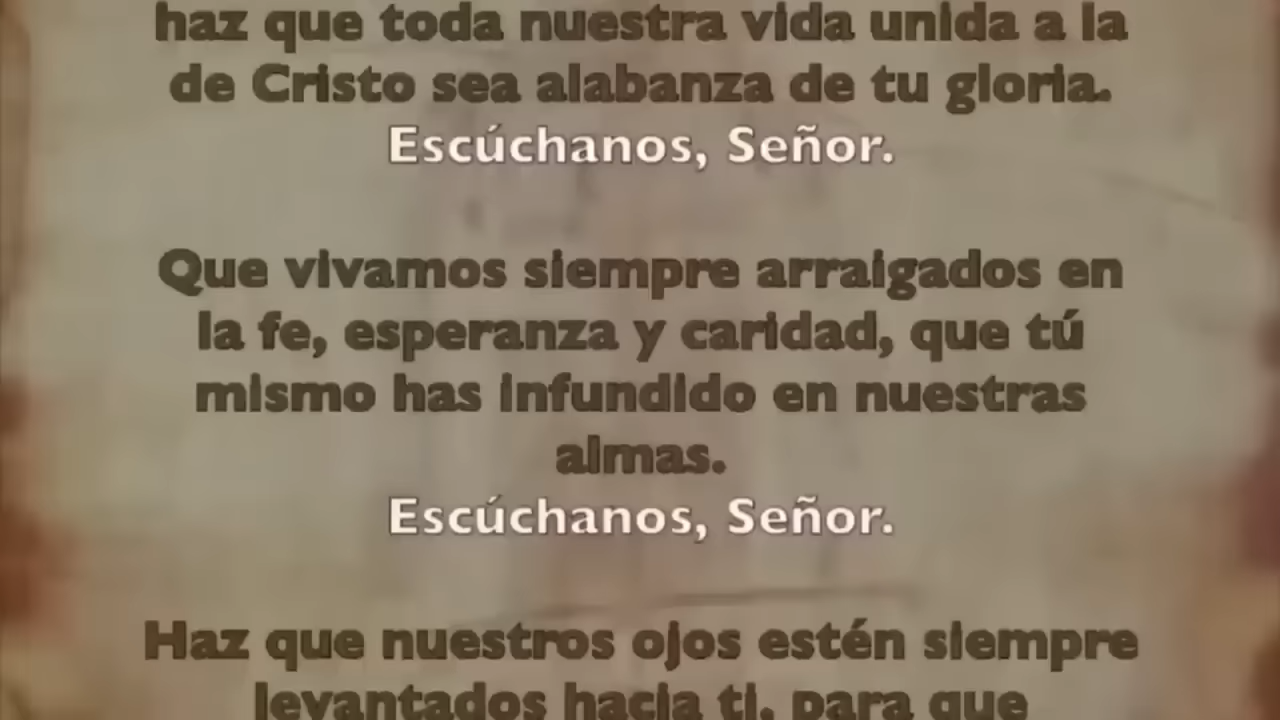 haz que toda nuestra vida unida a la
de Cristo sea alabanza de tu gloria.
Escúchanos, Señor.
Que vivamos siempre arraigados en
la fe, esperanza y caridad, que tú
mismo has infundido en nuestras
almas.
Escúchanos, Señor.
Haz que nuestros ojos estén siempre
levantados hacia ti, para que